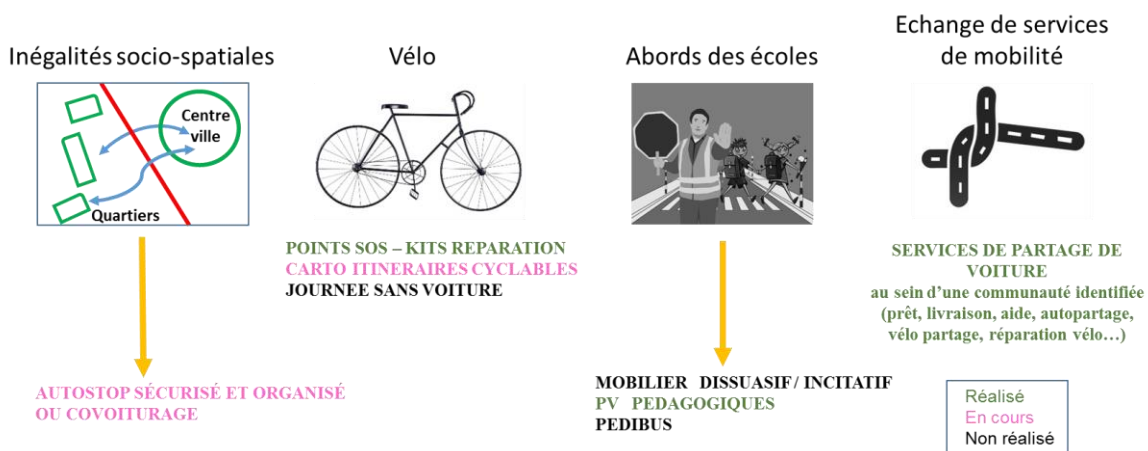 Inégalités socio-spatiales
Centre
ville
Quartiers
AUTOSTOP SÉCURISÉ ET ORGANISÉ
OU COVOITURAGE
Vélo
POINTS SOS – KITS REPARATION
CARTO ITINERAIRES CYCLABLES
JOURNEE SANS VOITURE
Abords des écoles
MOBILIER DISSUASIF / INCITATIF
PV PEDAGOGIQUES
PEDIBUS
Echange de services
de mobilité
SERVICES DE PARTAGE DE
VOITURE
au sein d'une communauté identifiée
(prêt, livraison, aide, autopartage,
vélo partage, réparation vélo…)
Réalisé
En cours
Non réalisé